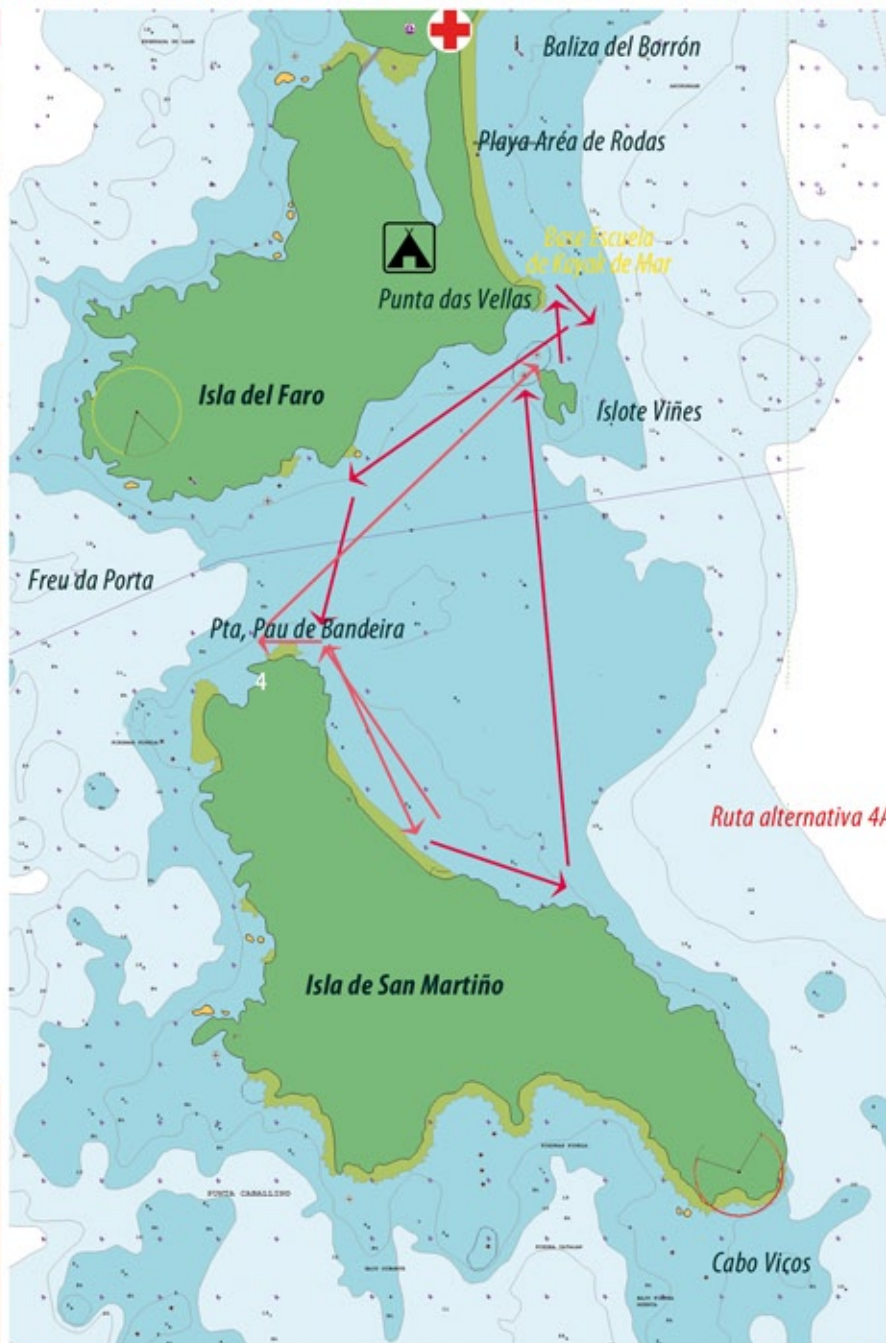 Baliza del Borrón
Playa Aréa de Rodas
Base Escuela
de Kayak de Mar
Punta das Vellas
Isla del Faro
Islote Viñes
Freu da Porta
Pta, Pau de Bandeira
4
Ruta alternativa 4A
Isla de San Martiño
PUNTA CABALLINO
Cabo Viços